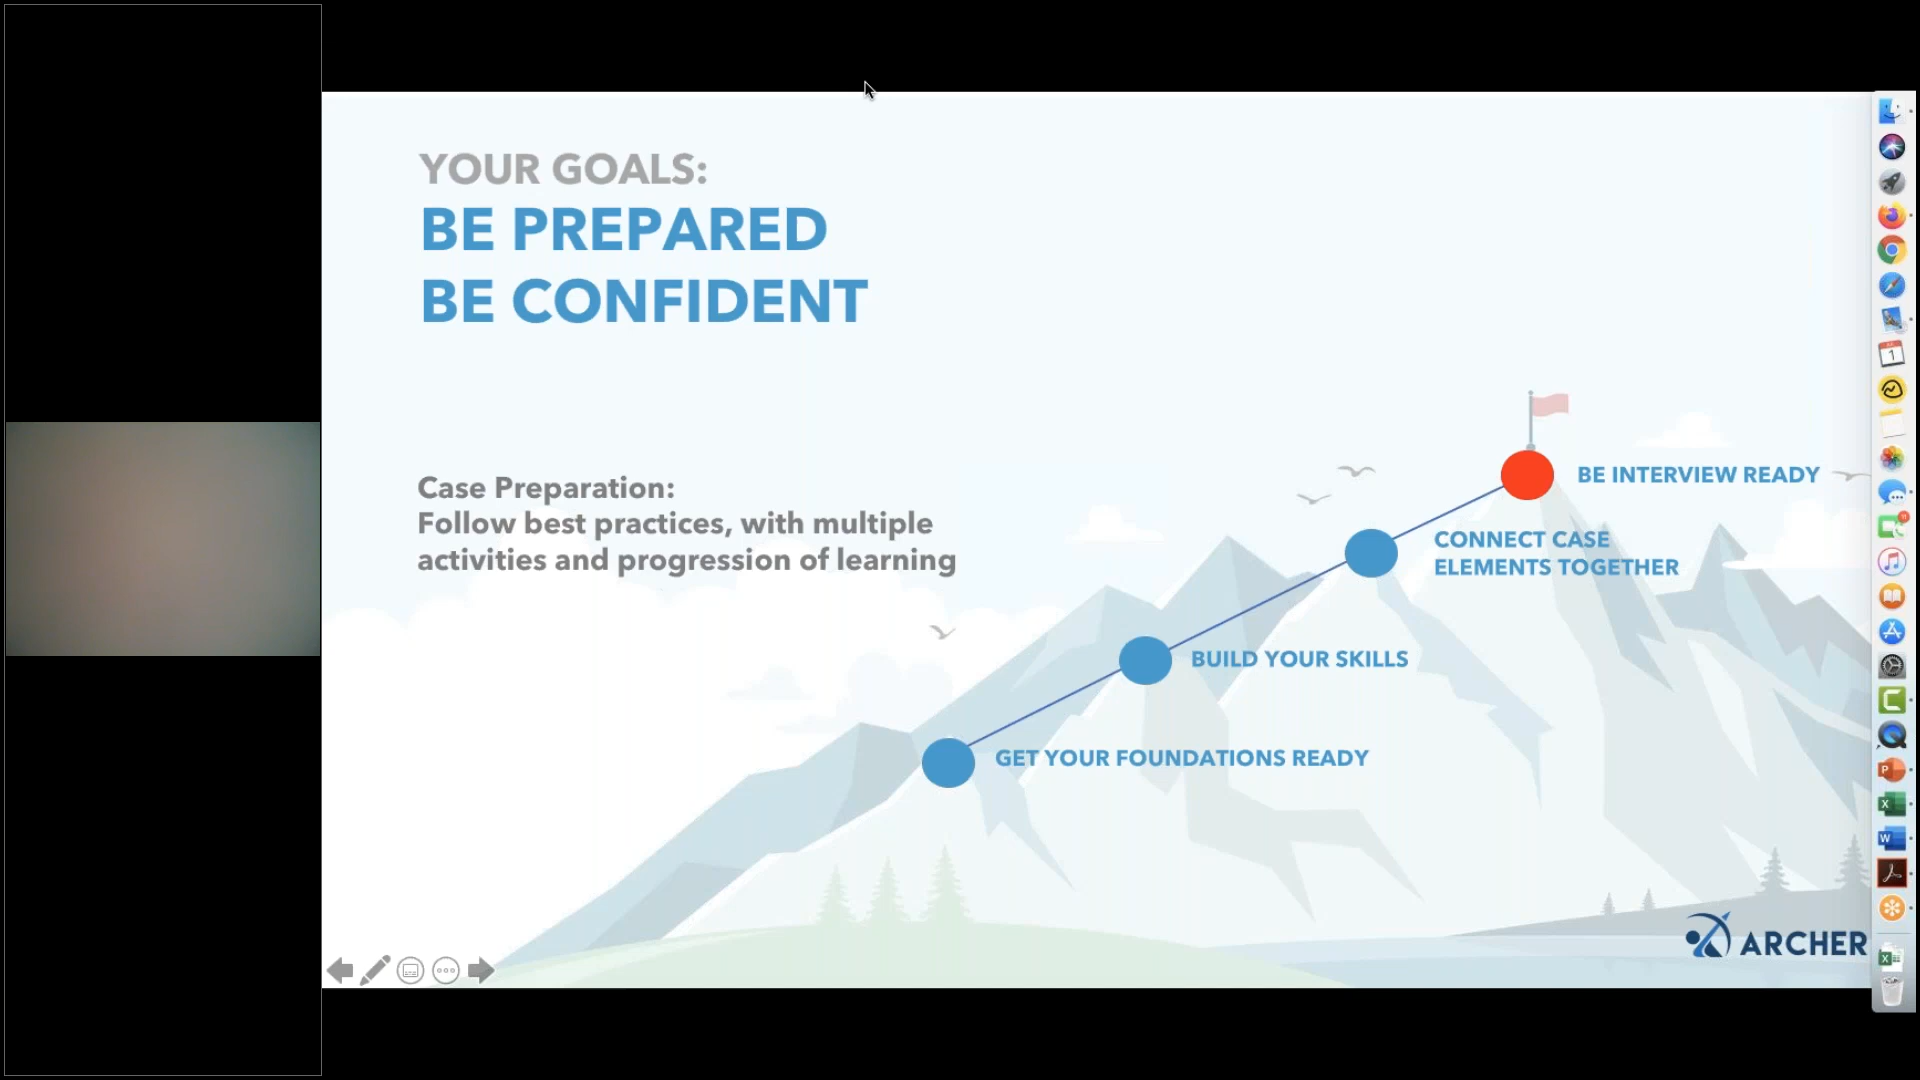 YOUR GOALS:
BE PREPARED
BE CONFIDENT
Case Preparation:
Follow best practices, with multiple
activities and progression of learning
BE INTERVIEW READY
CONNECT CASE
ELEMENTS TOGETHER
BUILD YOUR SKILLS
GET YOUR FOUNDATIONS READY
ARCHER